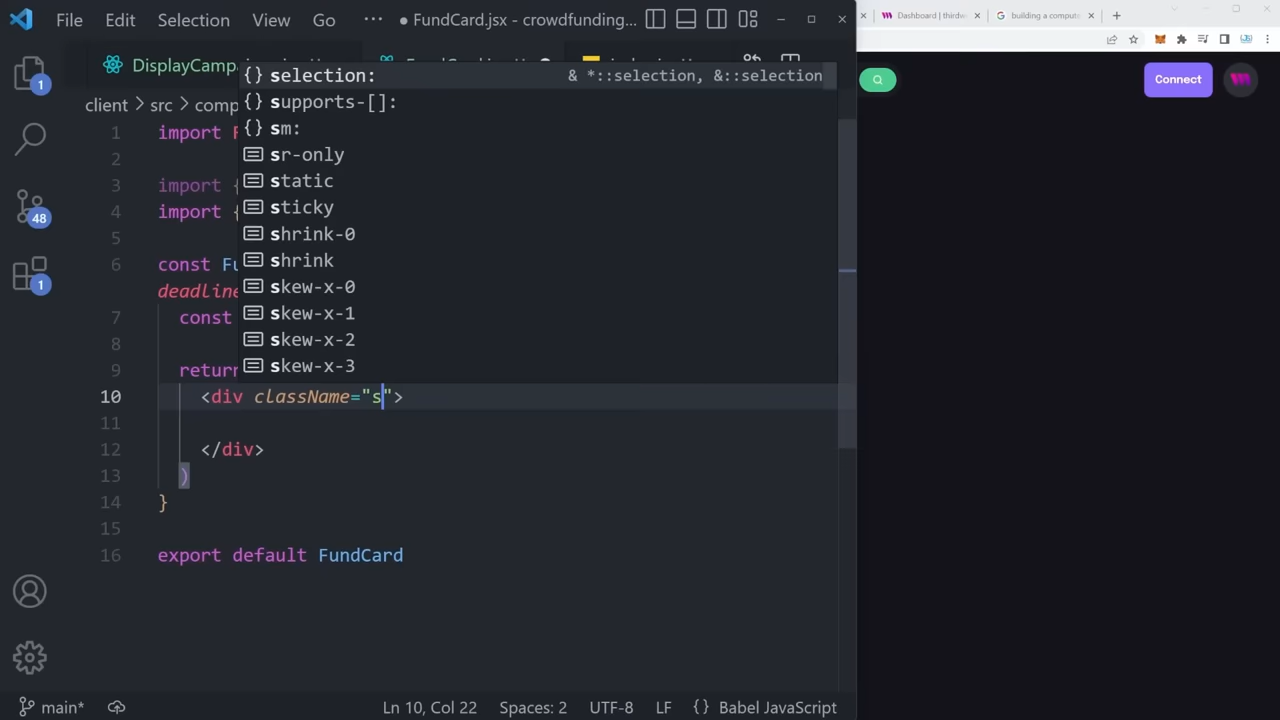 File Edit Selection View Go ··· ● FundCard.jsx - crowdfunding...
Dashboard | thirdw
building a compute
DisplayCampa
Connect
client > src > comp
selection: & *::selection, &::selection
supports-[]:
sm:
sr-only
static
sticky
shrink-0
shrink
skew-x-0
skew-x-1
skew-x-2
skew-x-3
1 import
2
3 import {
4 import {
5
6 const Fu
deadline
7 const
8
9 return
10 <div className="s">
11
12 </div>
13 )
14 }
15
16 export default FundCard
1
48
1
main* Ln 10, Col 22 Spaces: 2 UTF-8 LF {} Babel JavaScript